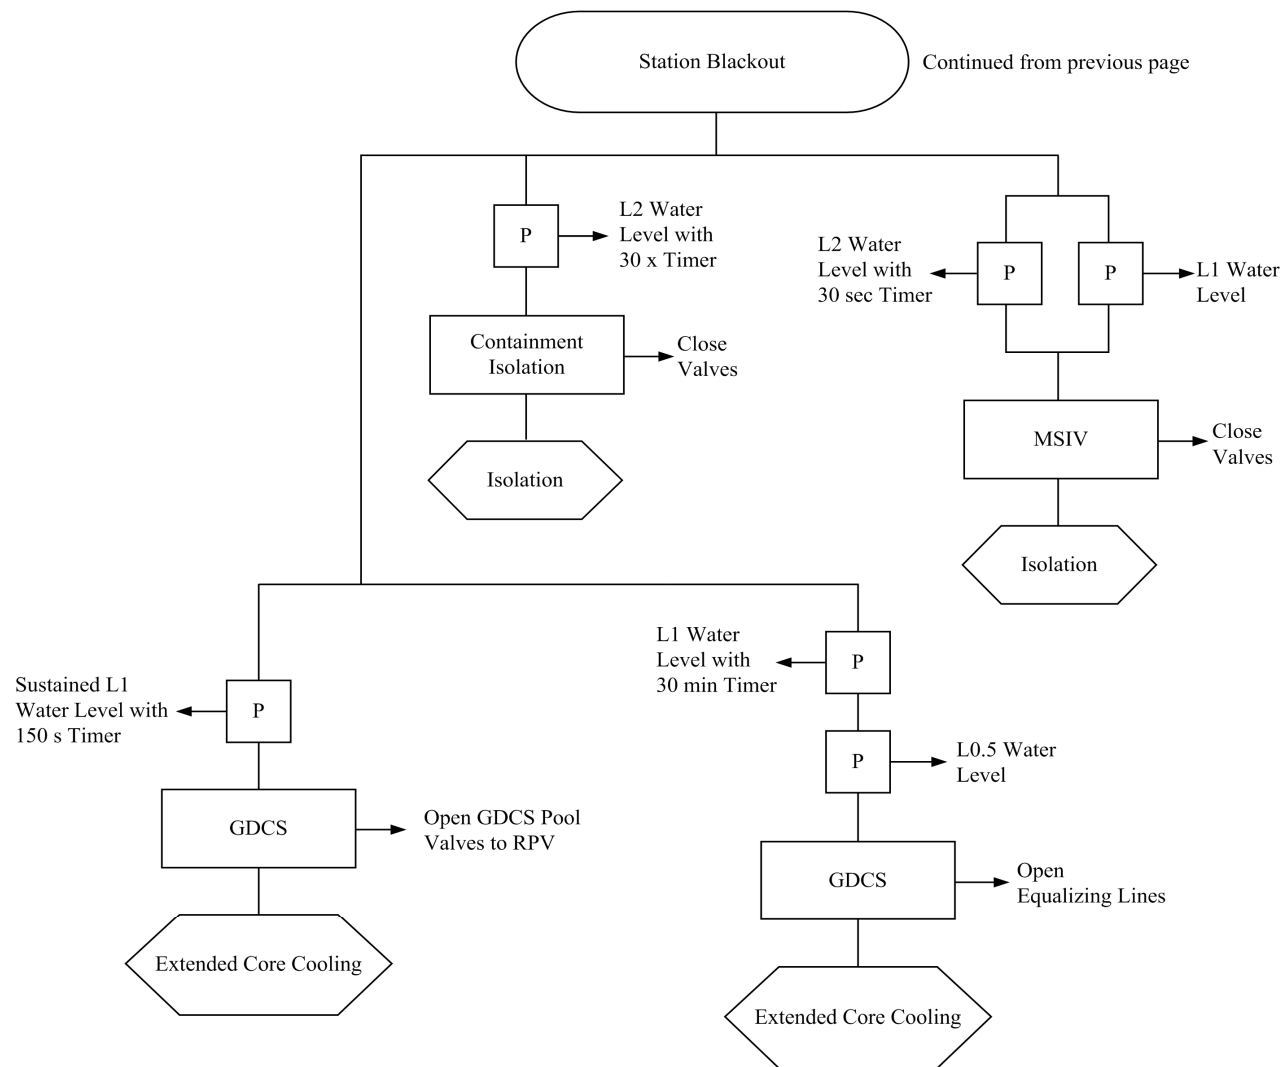 Station Blackout
Continued from previous page
P
L2 Water
Level with
30 x Timer
L2 Water
Level with
30 sec Timer
P
P
L1 Water
Level
Containment
Isolation
Close
Valves
MSIV
Close
Valves
Isolation
Isolation
Sustained L1
Water Level with
150 s Timer
P
L1 Water
Level with
30 min Timer
P
P
L0.5 Water
Level
GDCS
Open GDCS Pool
Valves to RPV
GDCS
Open
Equalizing Lines
Extended Core Cooling
Extended Core Cooling